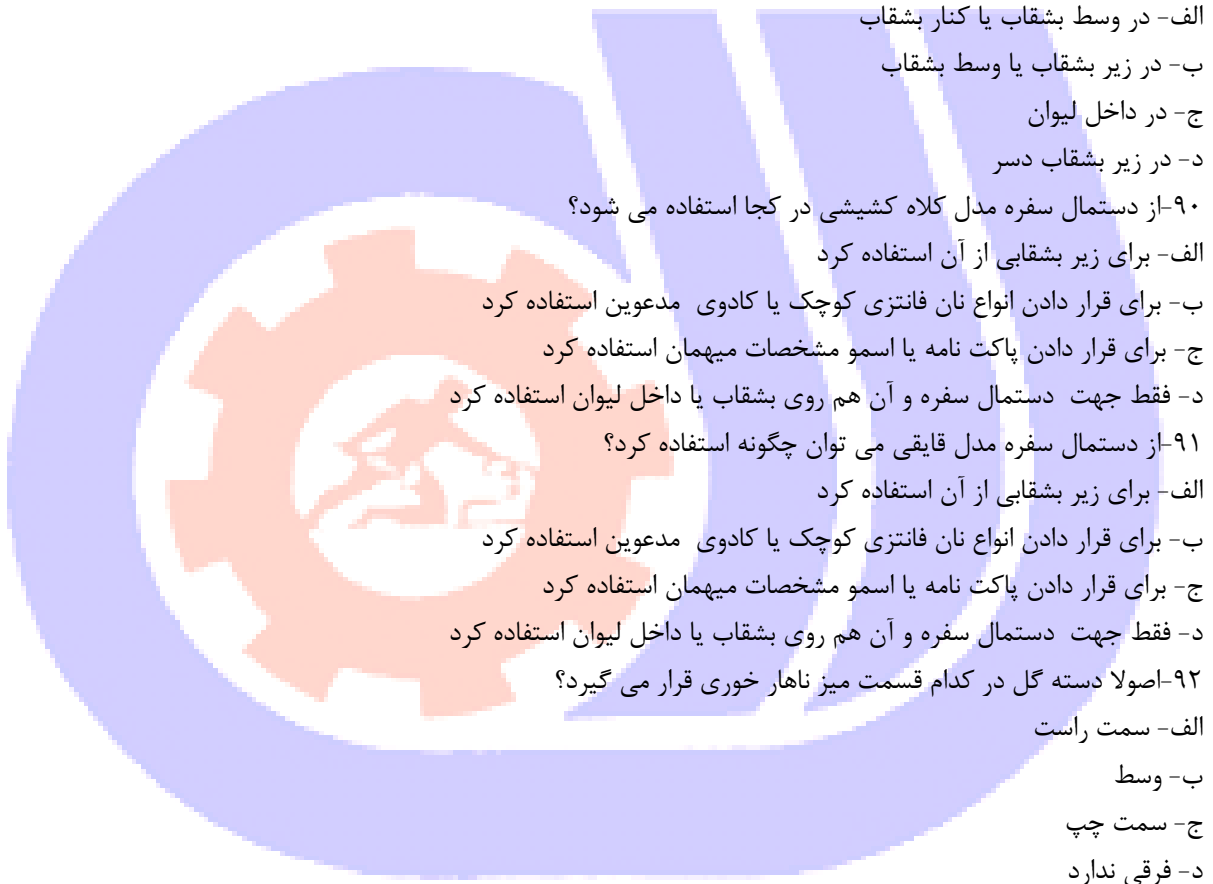 الف- در وسط بشقاب یا کنار بشقاب
ب- در زیر بشقاب یا وسط بشقاب
ج- در داخل لیوان
د- در زیر بشقاب دسر
۹۰-از دستمال سفره مدل کلاه کشیشی در کجا استفاده می شود؟
الف- برای زیر بشقابی از آن استفاده کرد
ب- برای قرار دادن انواع نان فانتزی کوچک یا کادوی مدعوین استفاده کرد
ج- برای قرار دادن پاکت نامه یا اسمو مشخصات میهمان استفاده کرد
د- فقط جهت دستمال سفره و آن هم روی بشقاب یا داخل لیوان استفاده کرد
۹۱-از دستمال سفره مدل قایقی می توان چگونه استفاده کرد؟
الف- برای زیر بشقابی از آن استفاده کرد
ب- برای قرار دادن انواع نان فانتزی کوچک یا کادوی مدعوین استفاده کرد
ج- برای قرار دادن پاکت نامه یا اسمو مشخصات میهمان استفاده کرد
د- فقط جهت دستمال سفره و آن هم روی بشقاب یا داخل لیوان استفاده کرد
۹۲-اصولا دسته گل در کدام قسمت میز ناهار خوری قرار می گیرد؟
الف- سمت راست
ب- وسط
ج- سمت چپ
د- فرقی ندارد